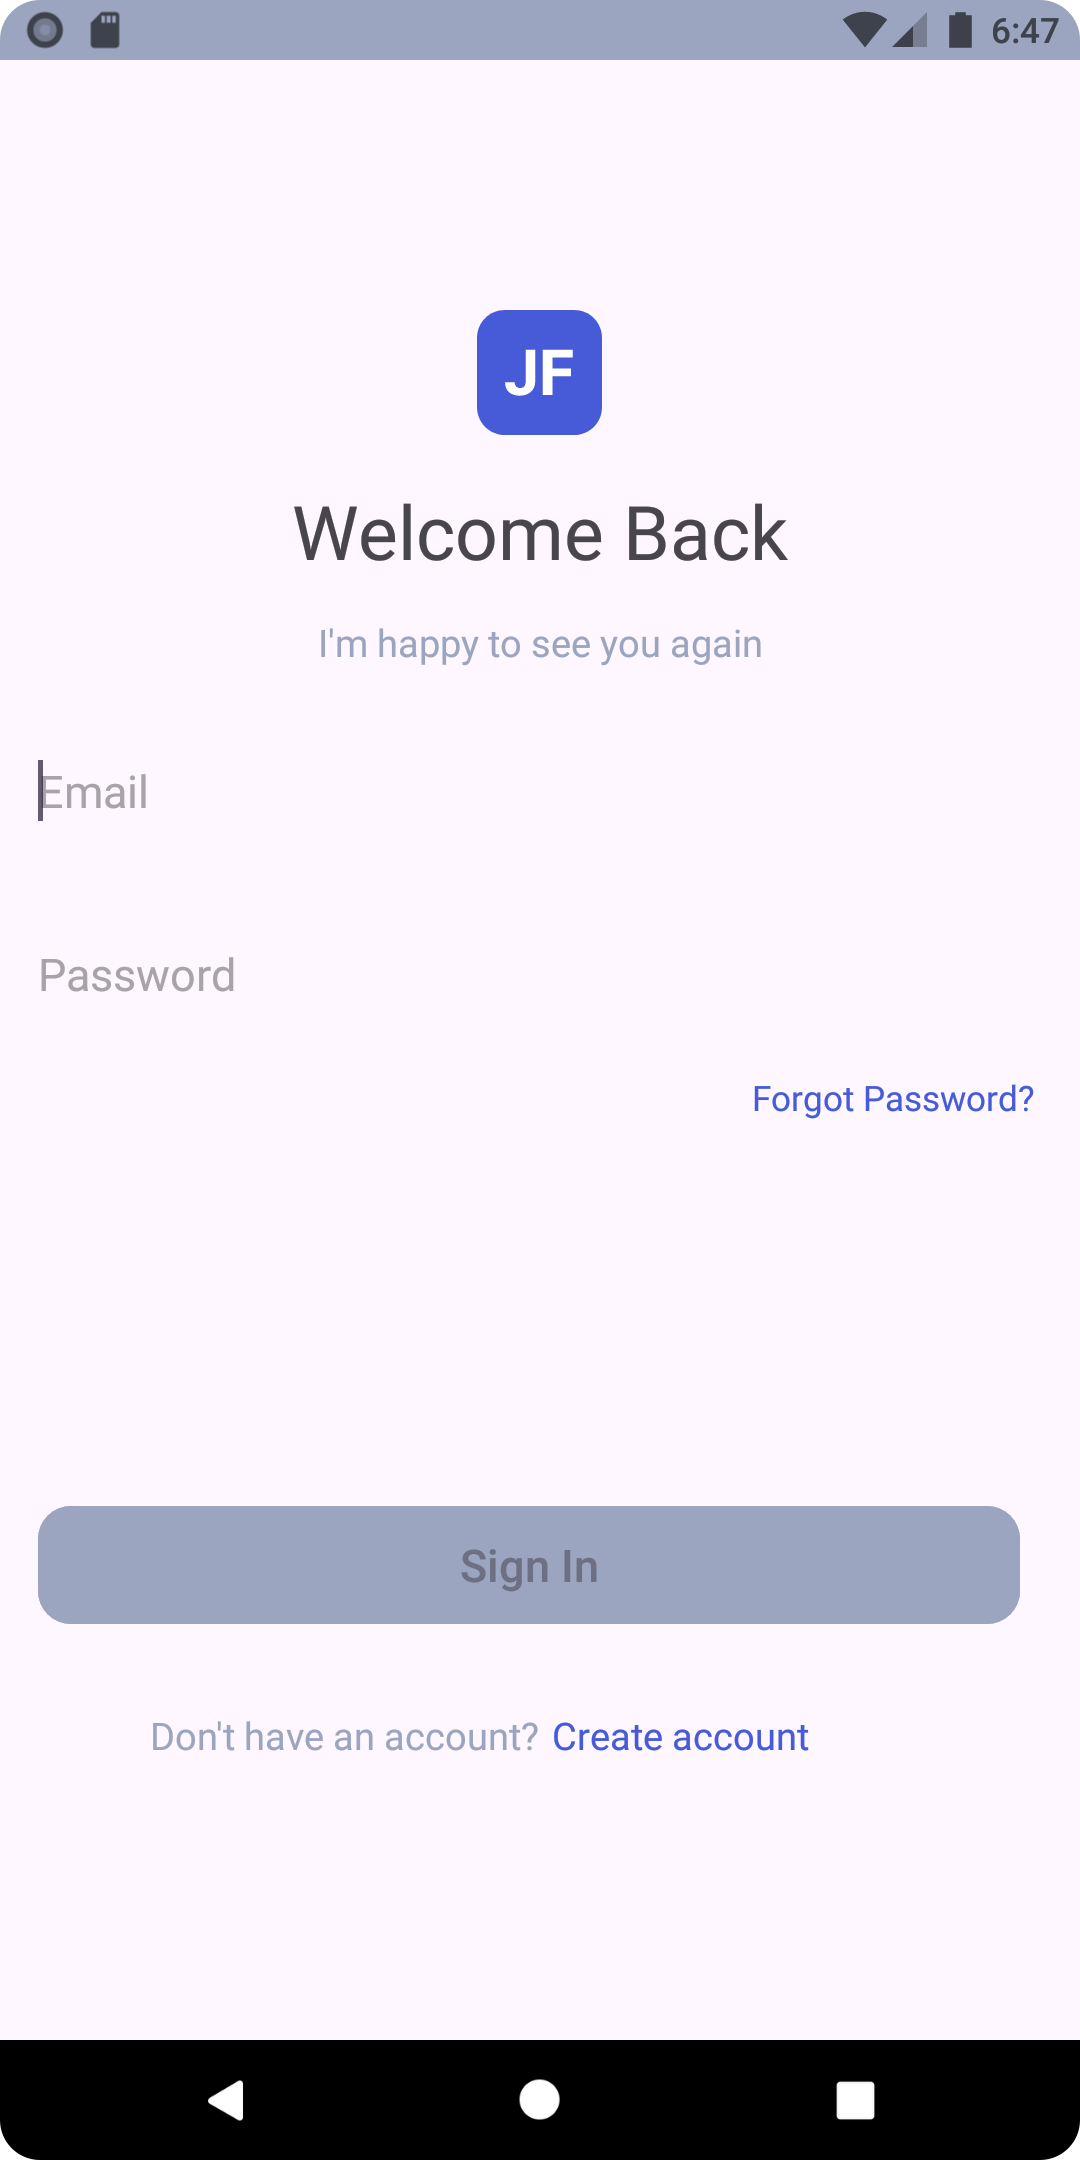 6:47
JF
Welcome Back
I'm happy to see you again
Email
Password
Forgot Password?
Sign In
Don't have an account? Create account